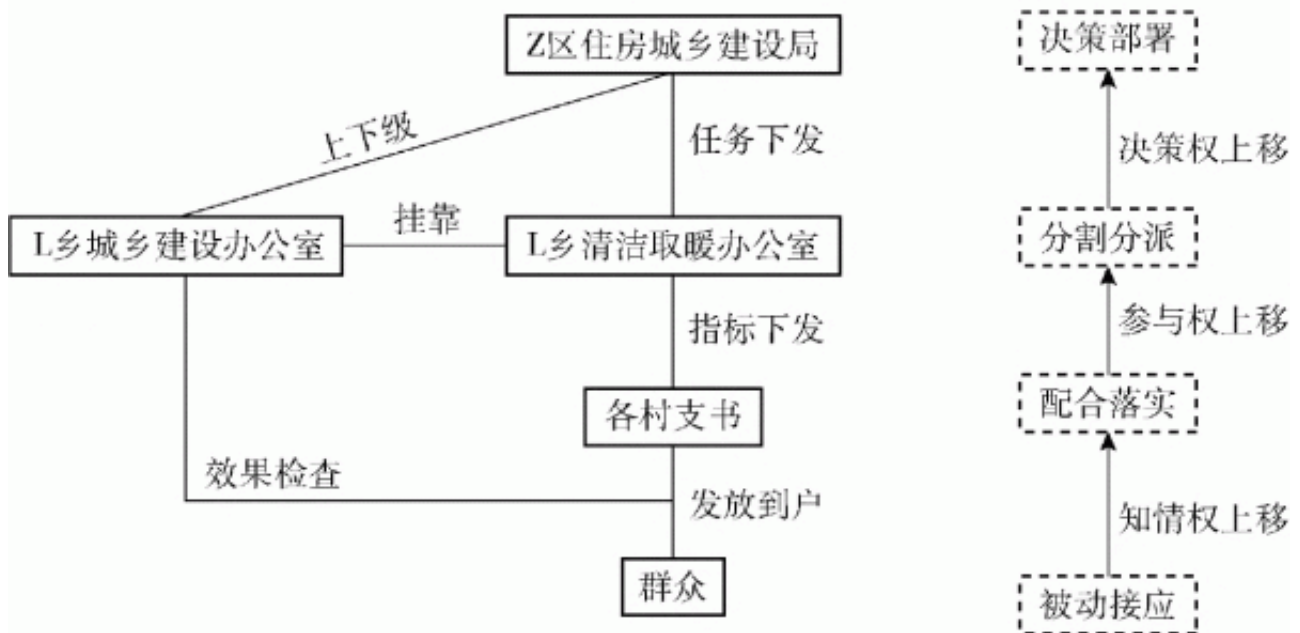 Z区住房城乡建设局
决策部署
上下级
任务下发
决策权上移
L乡城乡建设办公室
挂靠
L乡清洁取暖办公室
分割分派
指标下发
参与权上移
各村支书
配合落实
效果检查
发放到户
知情权上移
群众
被动接应